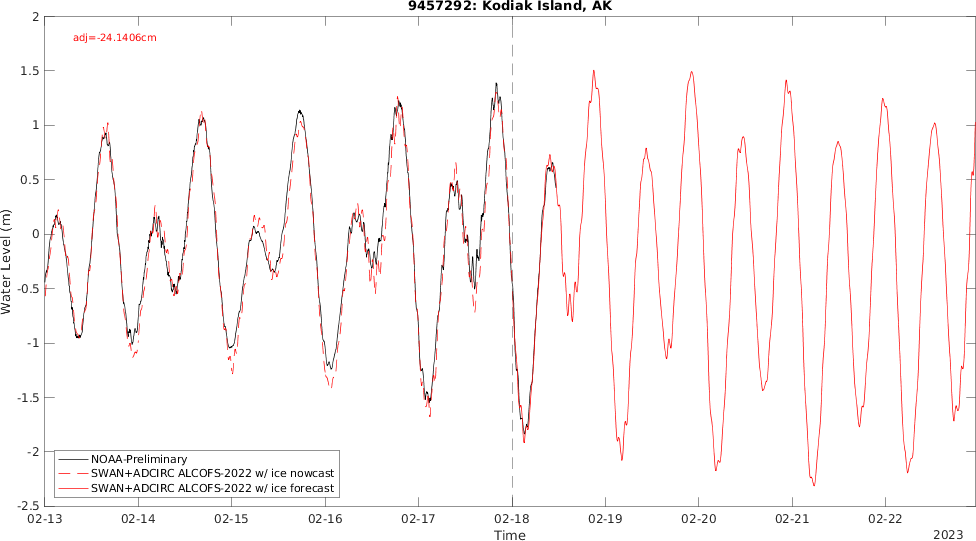 9457292: Kodiak Island, AK
adj=-24.1406cm
2
1.5
1
0.5
0
-0.5
-1
-1.5
-2
-2.5
Water Level (m)
NOAA-Preliminary
SWAN+ADCIRC ALCOFS-2022 w/ ice nowcast
SWAN+ADCIRC ALCOFS-2022 w/ ice forecast
02-13 02-14 02-15 02-16 02-17 02-18 02-19 02-20 02-21 02-22
Time
2023